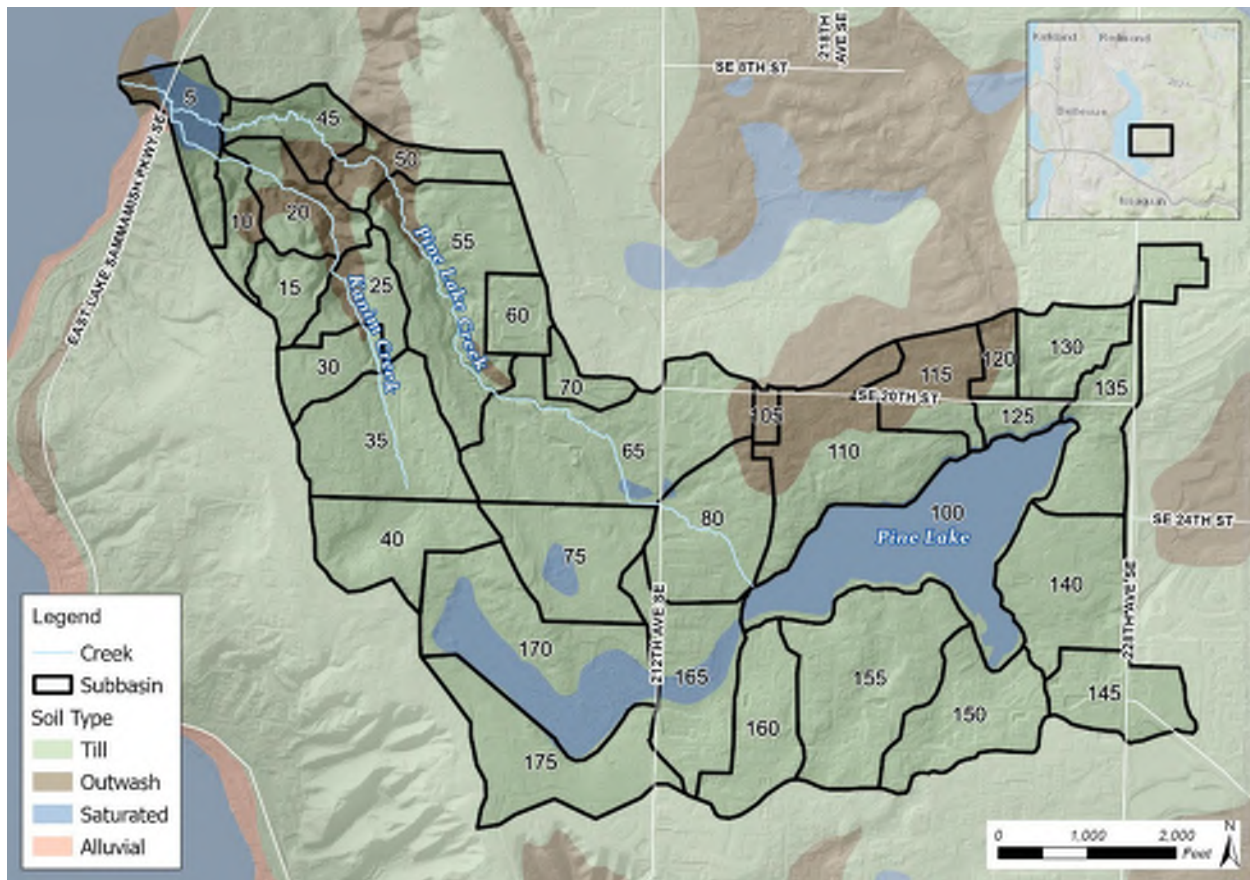 SE 8TH ST
218TH
AVE SE
Kirkland
Redmond
Bellevue
Issaquah
EAST LAKE SAMMAMISH PKWY SE
5
45
50
10
20
55
Pine Lake Creek
15
25
Kanim Creek
60
30
70
35
65
105
115
120
130
135
SE 20TH ST
125
110
40
75
80
100
Pine Lake
SE 24TH ST
140
212TH AVE SE
228TH AVE SE
170
165
155
145
160
150
175
Legend
Creek
Subbasin
Soil Type
Till
Outwash
Saturated
Alluvial
0 1,000 2,000
Feet
N